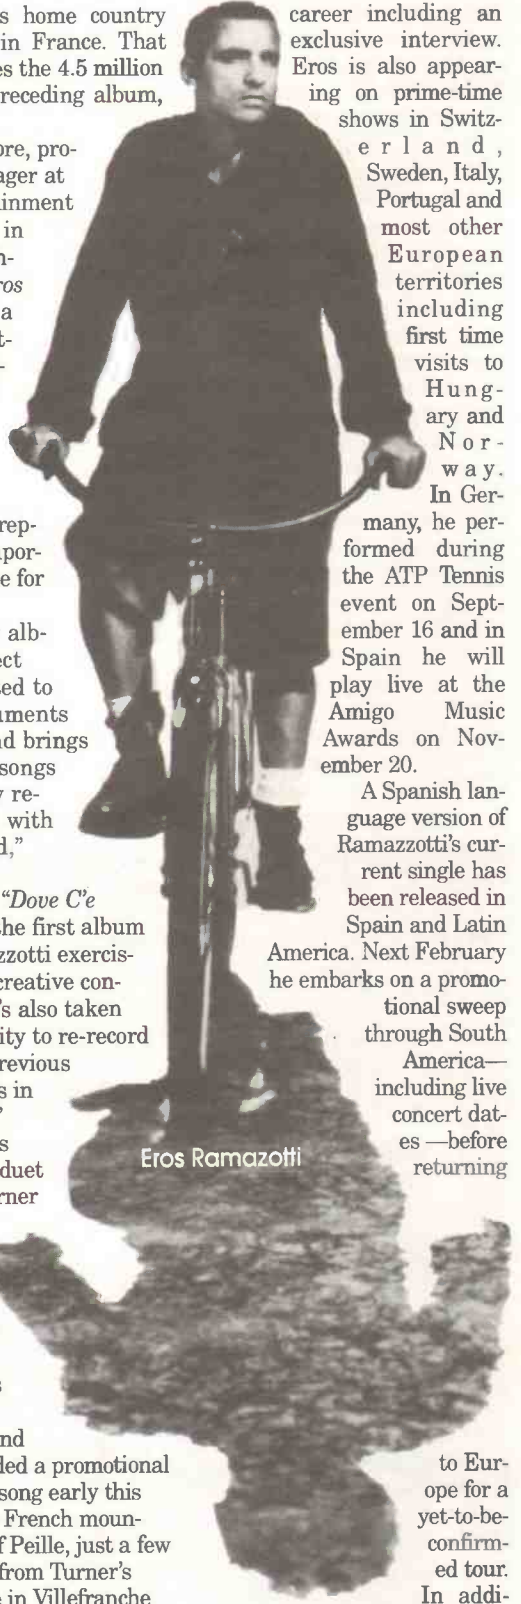 s home country
in France. That
es the 4.5 million
receding album,
ore, pro-
ager at
ainment
in
n-
ros
a
t-
-
rep-
por-
e for
alb-
ect
ed to
uments
nd brings
songs
y re-
with
d,"
"Dove C'e
he first album
zzotti exercis-
creative con-
's also taken
ity to re-record
revious
s in
"
s
duet
rner
s
nd
ded a promotional
song early this
French moun-
f Peille, just a few
from Turner's
e in Villefranche
Eros Ramazotti
career including an
exclusive interview.
Eros is also appear-
ing on prime-time
shows in Switz-
erland,
Sweden, Italy,
Portugal and
most other
European
territories
including
first time
visits to
Hung-
ary and
Nor-
way.
In Ger-
many, he per-
formed during
the ATP Tennis
event on Sept-
ember 16 and in
Spain he will
play live at the
Amigo Music
Awards on Nov-
ember 20.
A Spanish lan-
guage version of
Ramazzotti's cur-
rent single has
been released in
Spain and Latin
America. Next February
he embarks on a promo-
tional sweep
through South
America—
including live
concert dat-
es —before
returning
to Eur-
ope for a
yet-to-be-
confirm-
ed tour.
In addi-